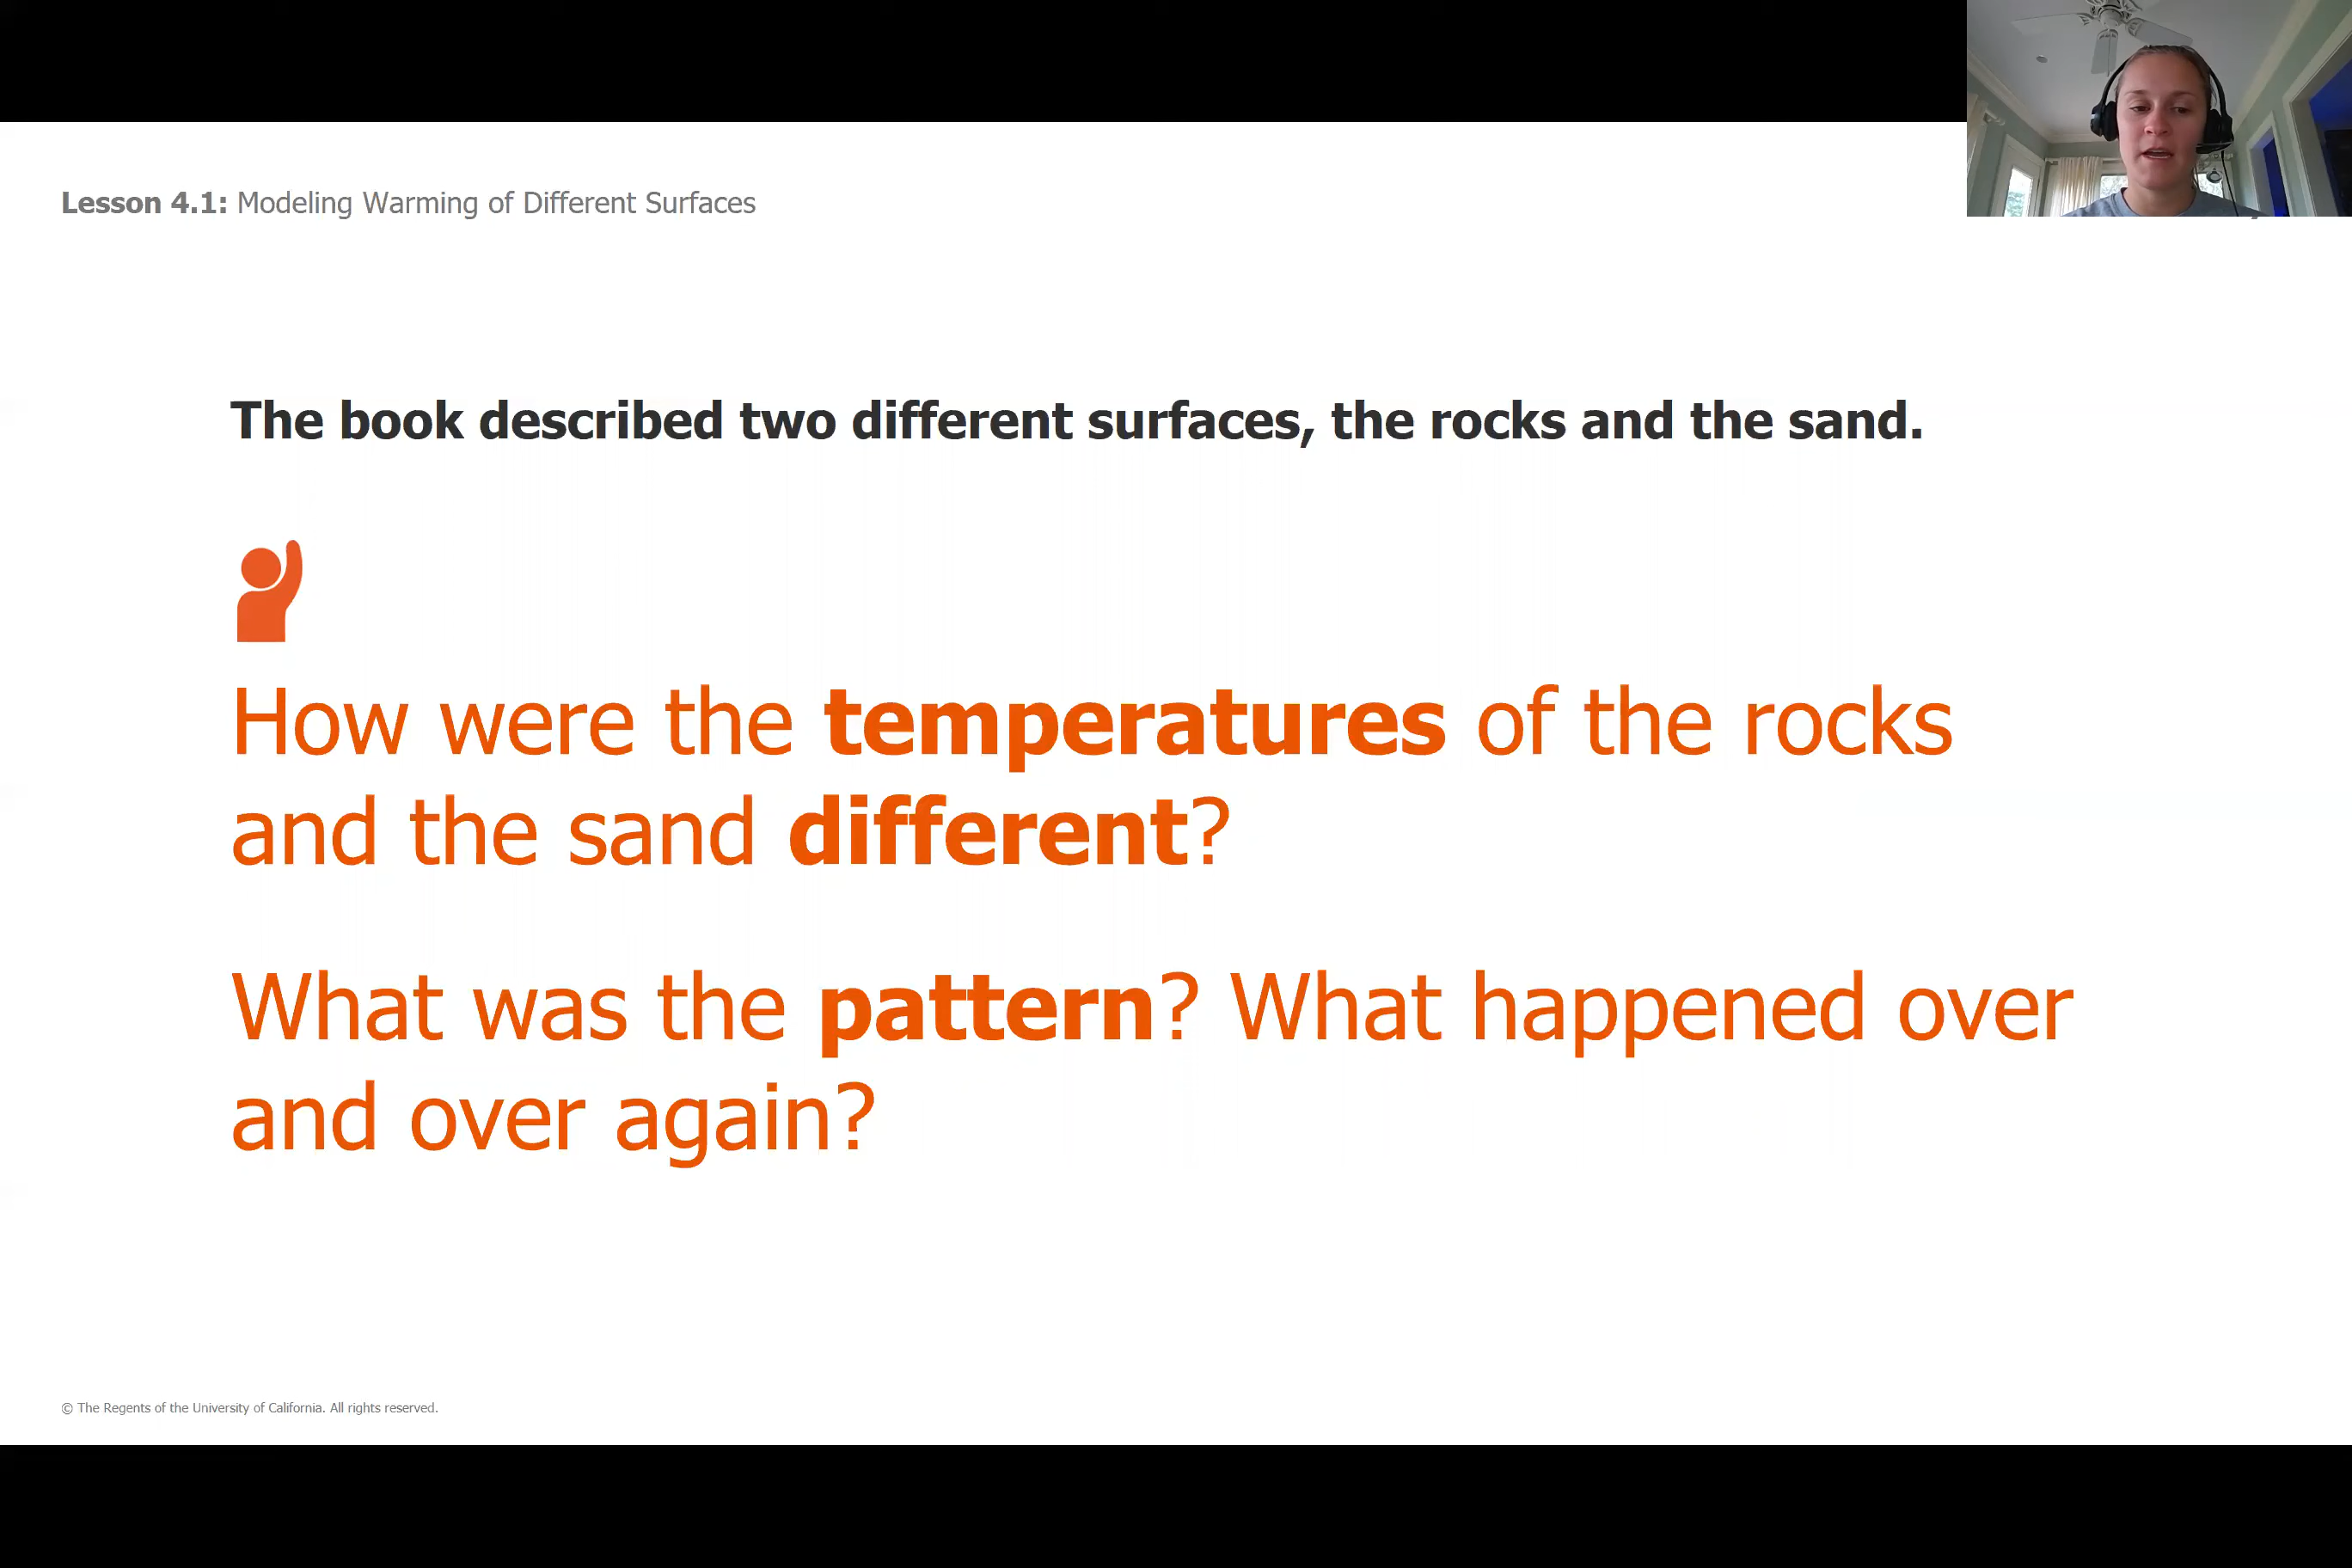 Lesson 4.1: Modeling Warming of Different Surfaces
The book described two different surfaces, the rocks and the sand.
How were the temperatures of the rocks
and the sand different?
What was the pattern? What happened over
and over again?
© The Regents of the University of California. All rights reserved.